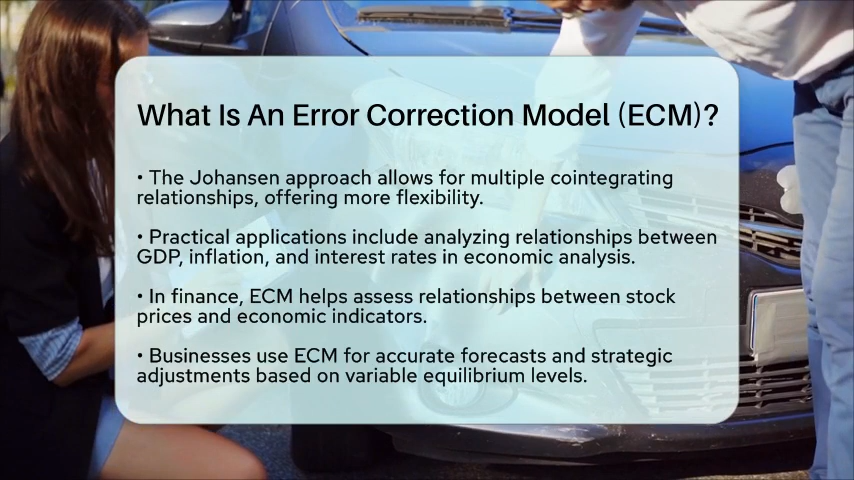 What Is An Error Correction Model (ECM)?
• The Johansen approach allows for multiple cointegrating
relationships, offering more flexibility.
• Practical applications include analyzing relationships between
GDP, inflation, and interest rates in economic analysis.
• In finance, ECM helps assess relationships between stock
prices and economic indicators.
• Businesses use ECM for accurate forecasts and strategic
adjustments based on variable equilibrium levels.